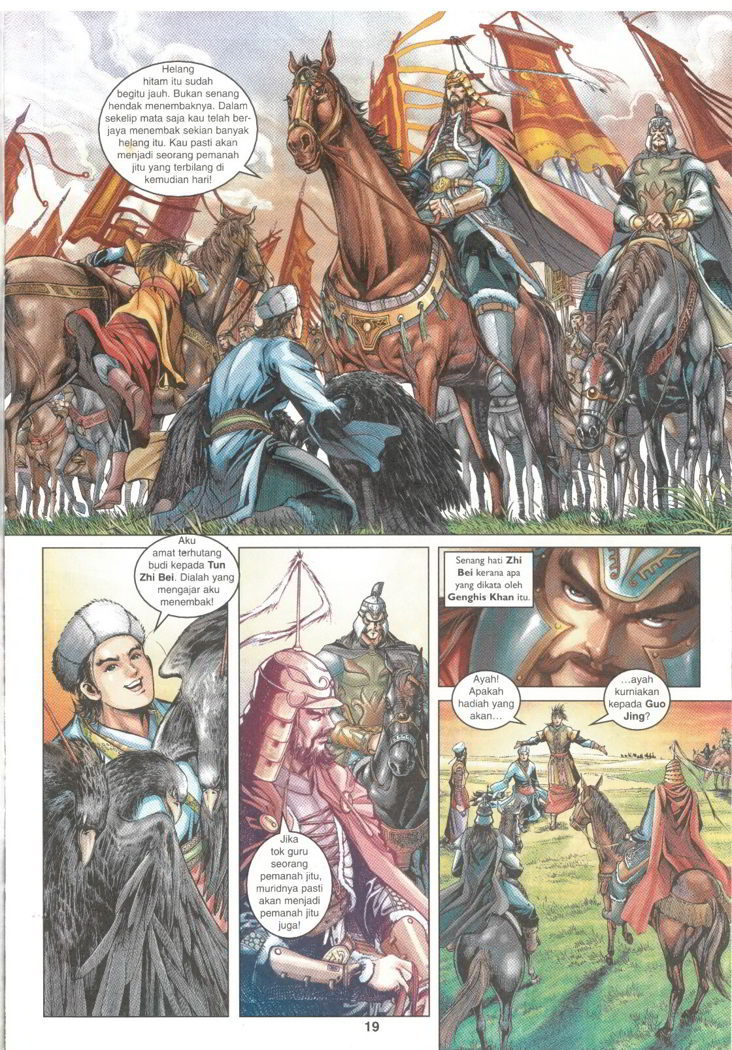 Helang
hitam itu sudah
begitu jauh. Bukan senang
hendak menembaknya. Dalam
sekelip mata saja kau telah ber-
jaya menembak sekian banyak
helang itu. Kau pasti akan
menjadi seorang pemanah
jitu yang terbilang di
kemudian hari!
Aku
amat terhutang
budi kepada Tun
Zhi Bei. Dialah yang
mengajar aku
menembak!
Jika
tok guru
seorang
pemanah jitu,
muridnya pasti
akan menjadi
pemanah jitu
juga!
Senang hati Zhi
Bei kerana apa
yang dikata oleh
Genghis Khan itu.
Ayah!
Apakah
hadiah yang
akan...
...ayah
kurniakan
kepada Guo
Jing?
19